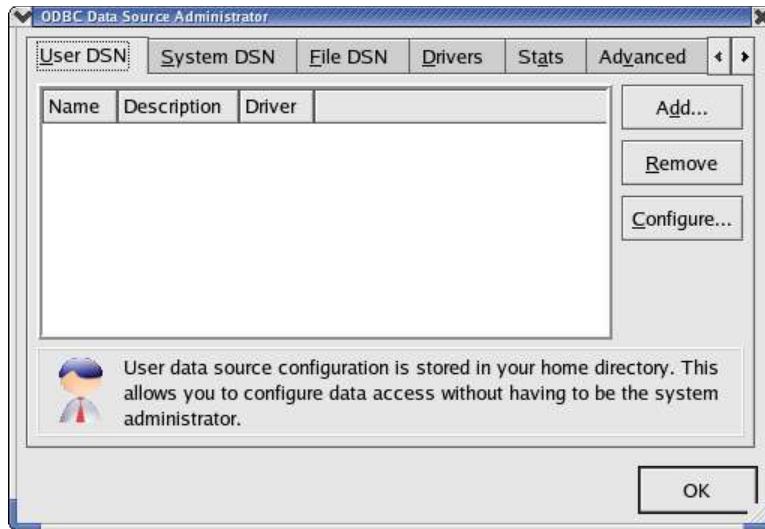 ODBC Data Source Administrator
User DSN System DSN File DSN Drivers Stats Advanced
Name Description Driver
Add...
Remove
Configure...
User data source configuration is stored in your home directory. This
allows you to configure data access without having to be the system
administrator.
OK